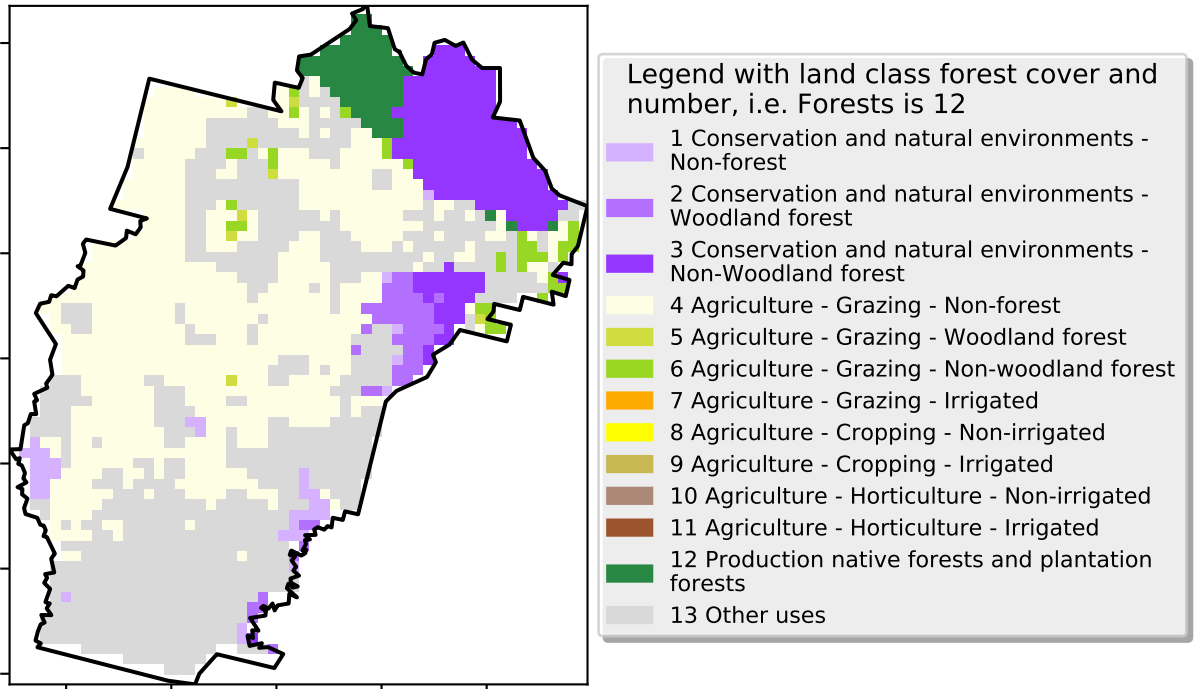 Legend with land class forest cover and
number, i.e. Forests is 12
1 Conservation and natural environments -
Non-forest
2 Conservation and natural environments -
Woodland forest
3 Conservation and natural environments -
Non-Woodland forest
4 Agriculture - Grazing - Non-forest
5 Agriculture - Grazing - Woodland forest
6 Agriculture - Grazing - Non-woodland forest
7 Agriculture - Grazing - Irrigated
8 Agriculture - Cropping - Non-irrigated
9 Agriculture - Cropping - Irrigated
10 Agriculture - Horticulture - Non-irrigated
11 Agriculture - Horticulture - Irrigated
12 Production native forests and plantation
forests
13 Other uses